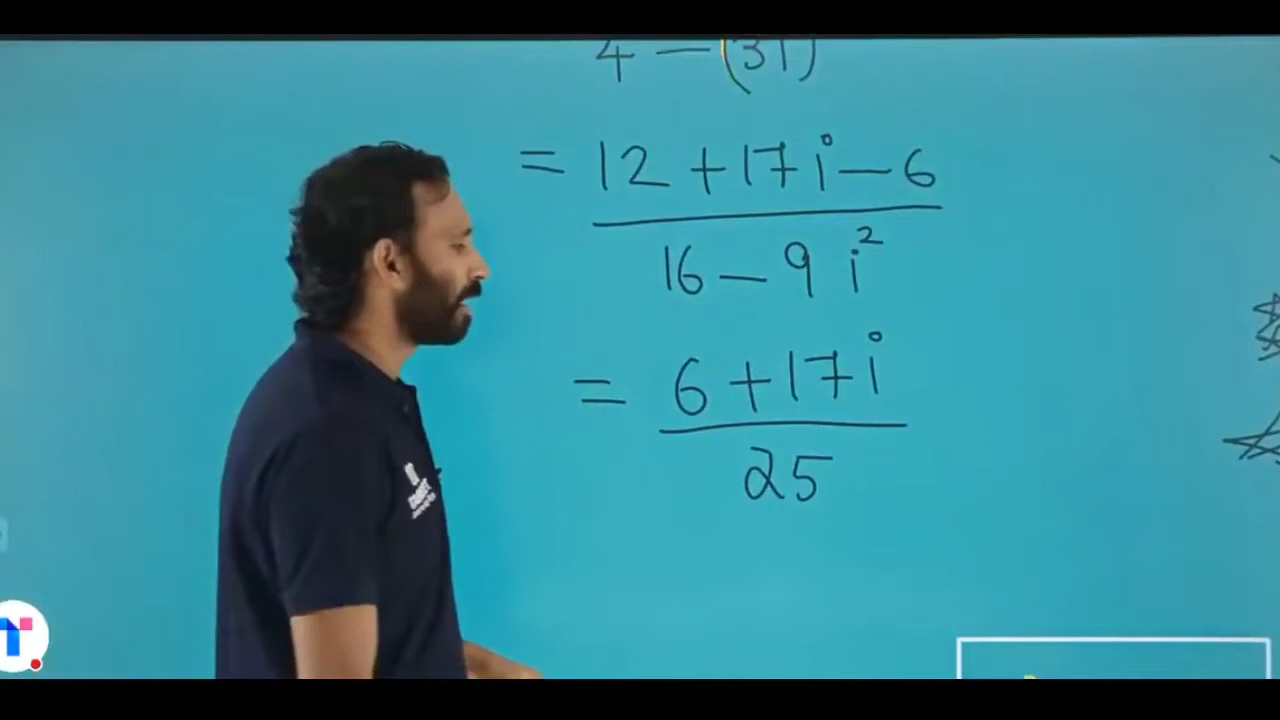 4 — (3i)
= 12 + 17i — 6
16 — 9i²
= 6 + 17i
25